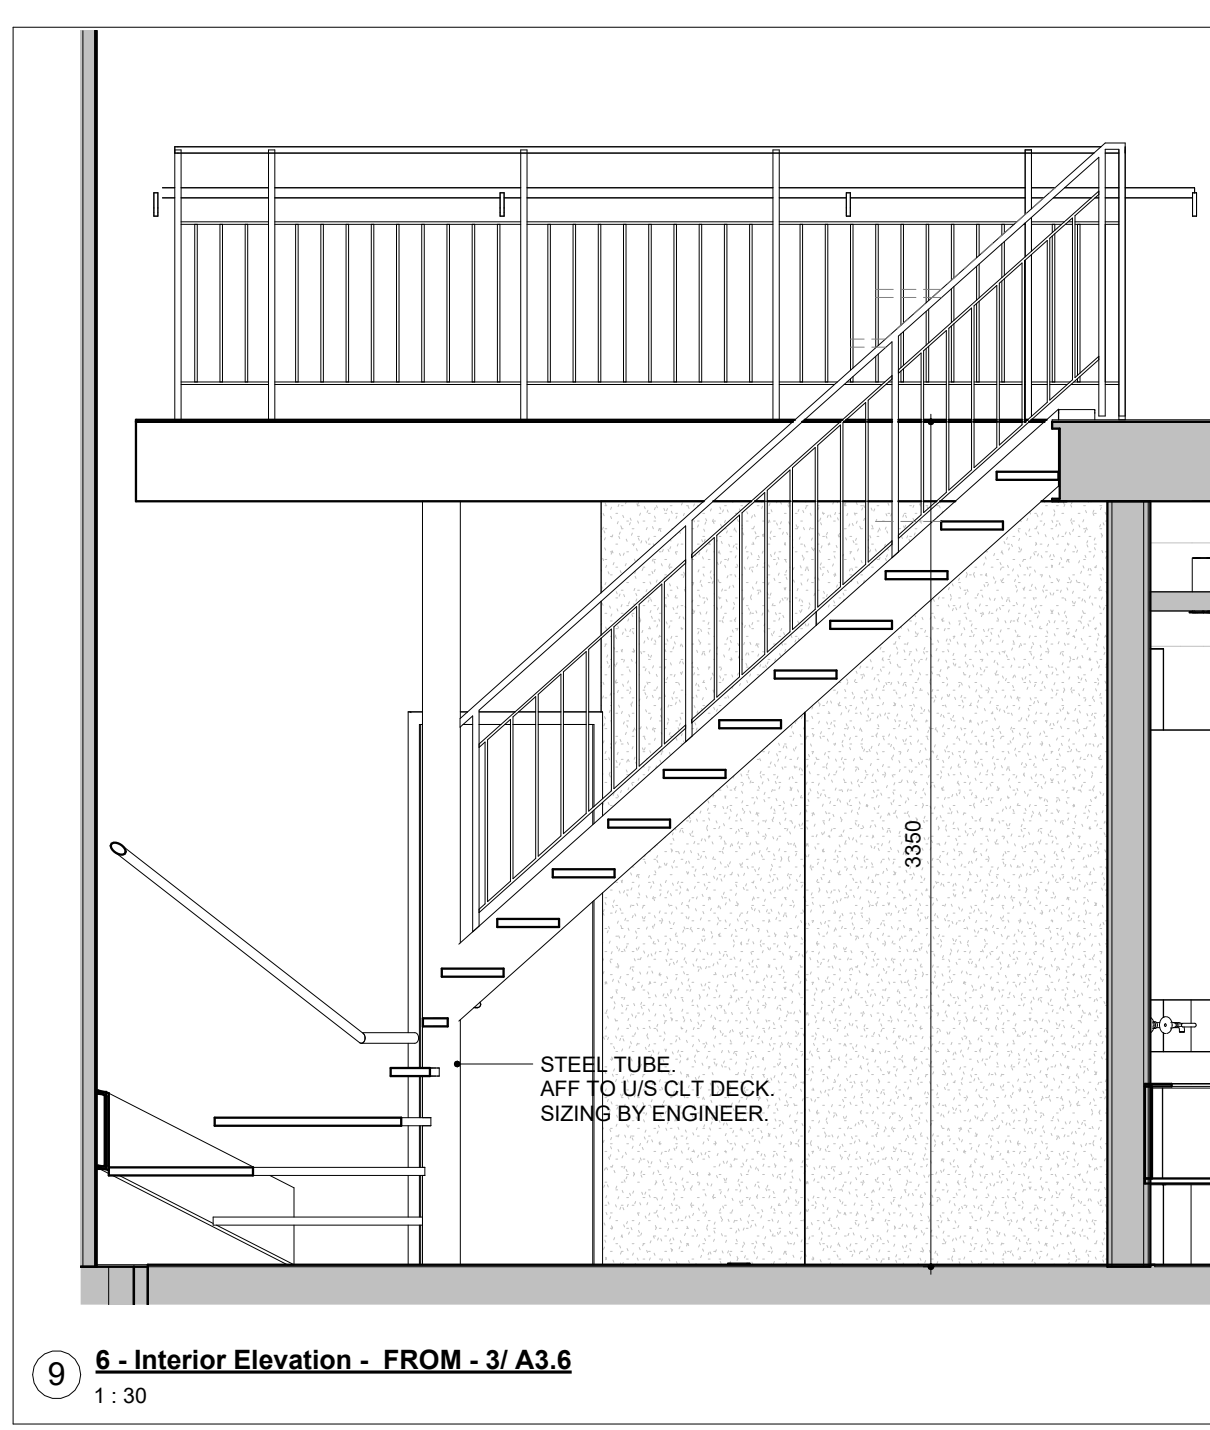 3350
STEEL TUBE.
AFF TO U/S CLT DECK.
SIZING BY ENGINEER.
9
6 - Interior Elevation - FROM - 3/ A3.6
1 : 30